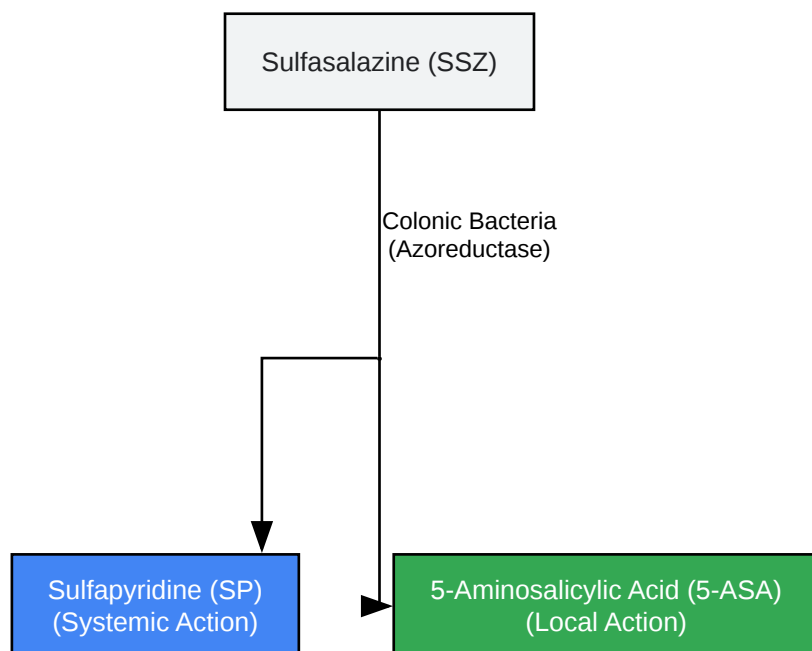 Sulfasalazine (SSZ)
Colonic Bacteria
(Azoreductase)
Sulfapyridine (SP)
(Systemic Action)
5-Aminosalicylic Acid (5-ASA)
(Local Action)